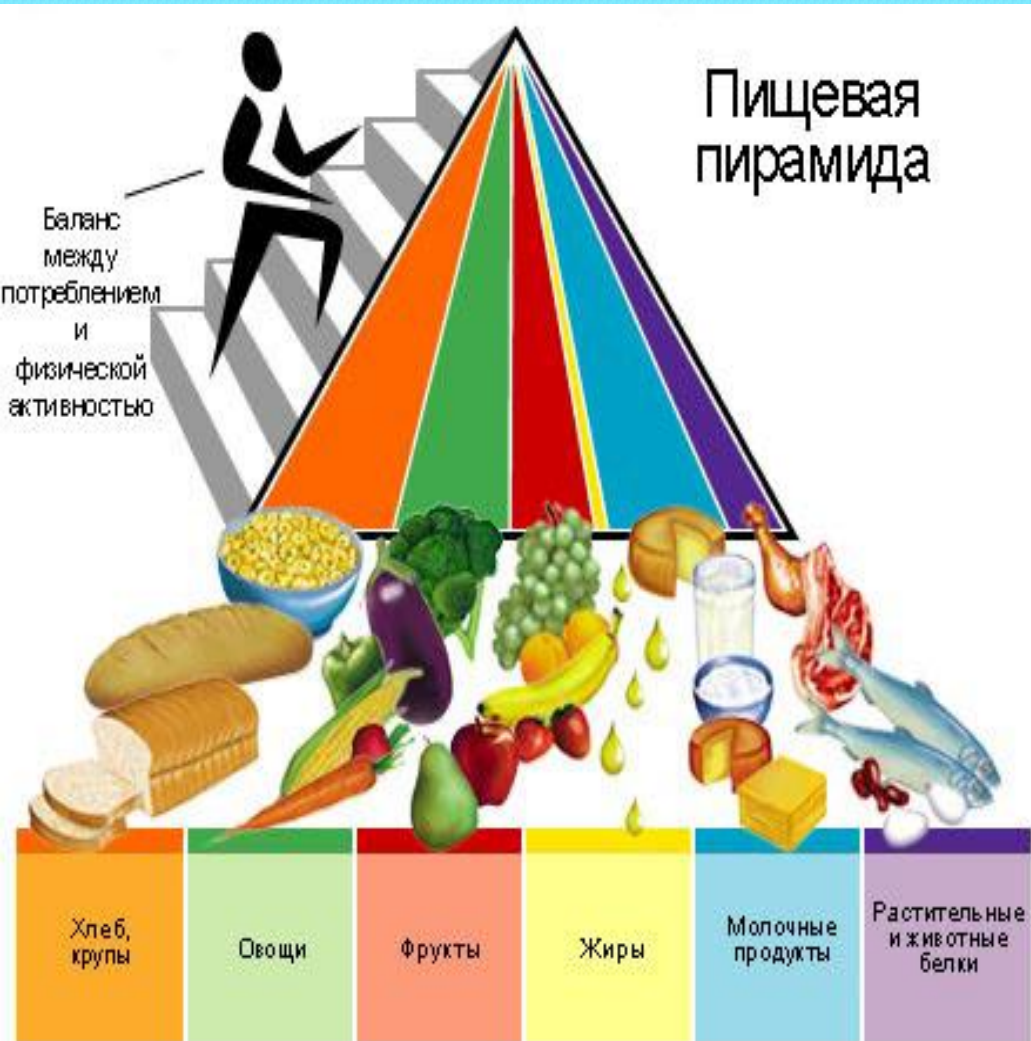 Пищевая
пирамида
Баланс
между
потреблением
и
физической
активностью
Хлеб,
крупы
Овощи
Фрукты
Жиры
Молочные
продукты
Растительные
и животные
белки